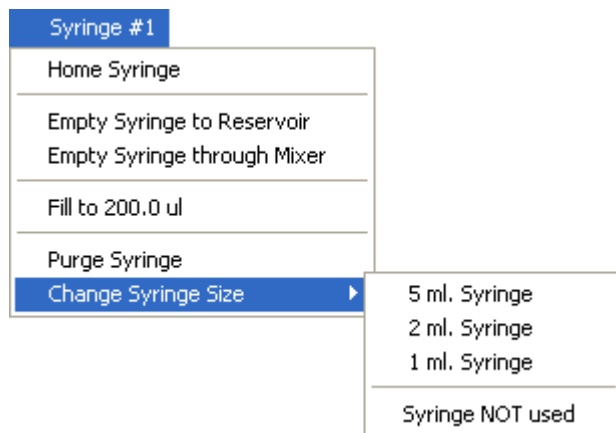 Syringe #1
Home Syringe
Empty Syringe to Reservoir
Empty Syringe through Mixer
Fill to 200.0 ul
Purge Syringe
Change Syringe Size
5 ml. Syringe
2 ml. Syringe
1 ml. Syringe
Syringe NOT used